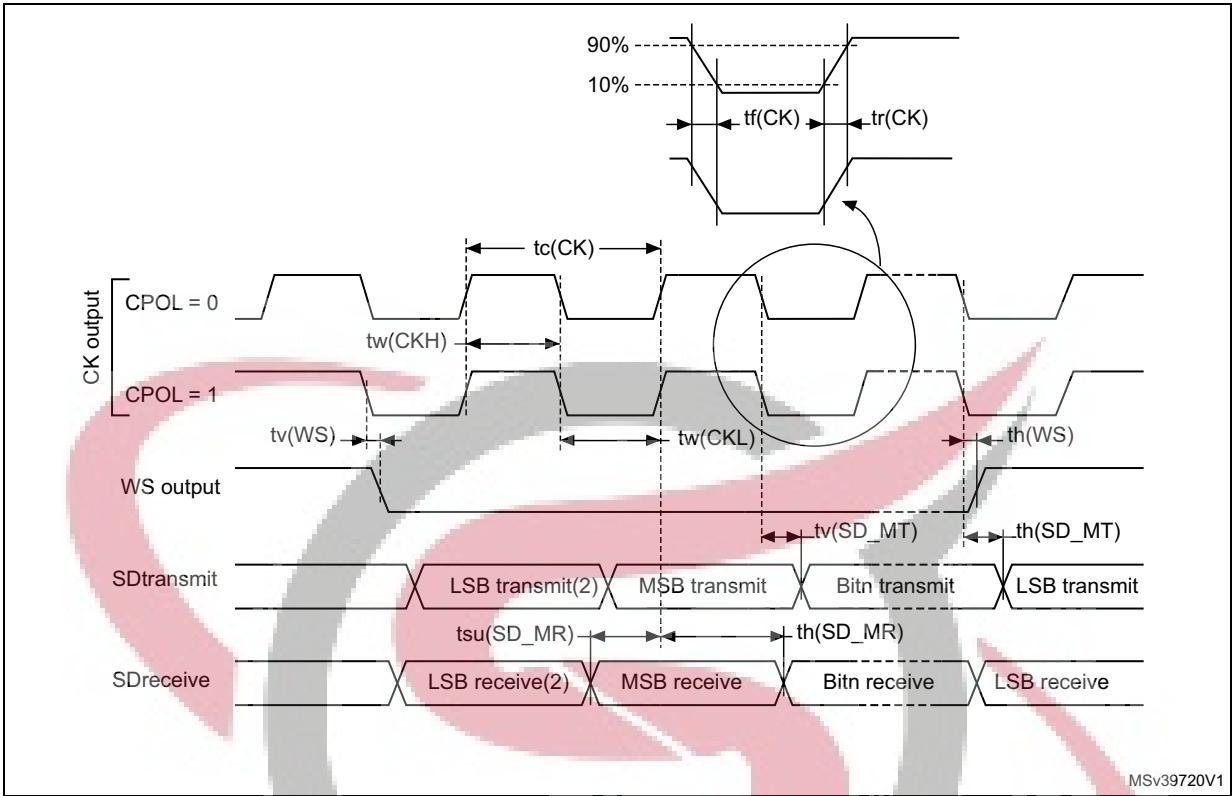 90%
10%
tf(CK)
tr(CK)
tc(CK)
CK output
CPOL = 0
tw(CKH)
CPOL = 1
tv(WS)
tw(CKL)
th(WS)
WS output
tv(SD_MT)
th(SD_MT)
SDtransmit
LSB transmit(2)
MSB transmit
Bitn transmit
LSB transmit
tsu(SD_MR)
th(SD_MR)
SDreceive
LSB receive(2)
MSB receive
Bitn receive
LSB receive
MSv39720V1